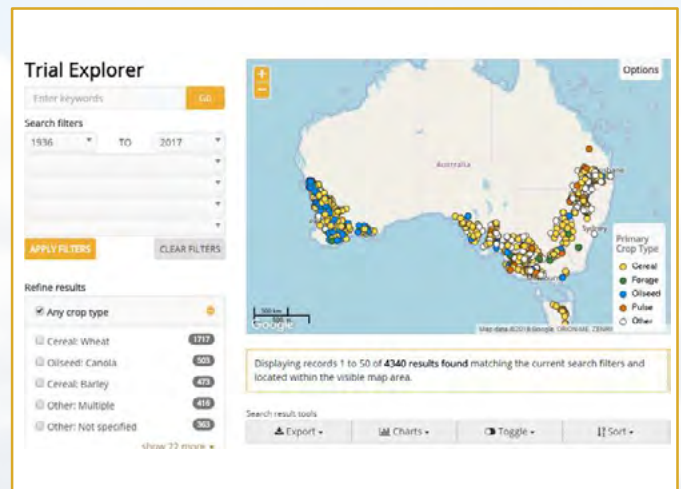 Trial Explorer
Enter keywords
GO
Search filters
1936 TO 2017
APPLY FILTERS
CLEAR FILTERS
Refine results
Any crop type
Cereal: Wheat 1717
Oilseed: Canola 503
Cereal: Barley 473
Other: Multiple 416
Other: Not specified 363
show 22 more
Options
Australia
Sydney
Primary
Crop Type
Cereal
Forage
Oilseed
Pulse
Other
500 km
Google
Displaying records 1 to 50 of 4340 results found matching the current search filters and
located within the visible map area.
Search result tools
Export
Charts
Toggle
Sort